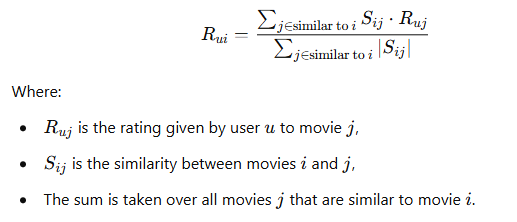 R_{ui} = \frac{\sum_{j \in \text{similar to } i} S_{ij} \cdot R_{uj}}{\sum_{j \in \text{similar to } i} |S_{ij}|}
Where:
• R_{uj} is the rating given by user u to movie j,
• S_{ij} is the similarity between movies i and j,
• The sum is taken over all movies j that are similar to movie i.